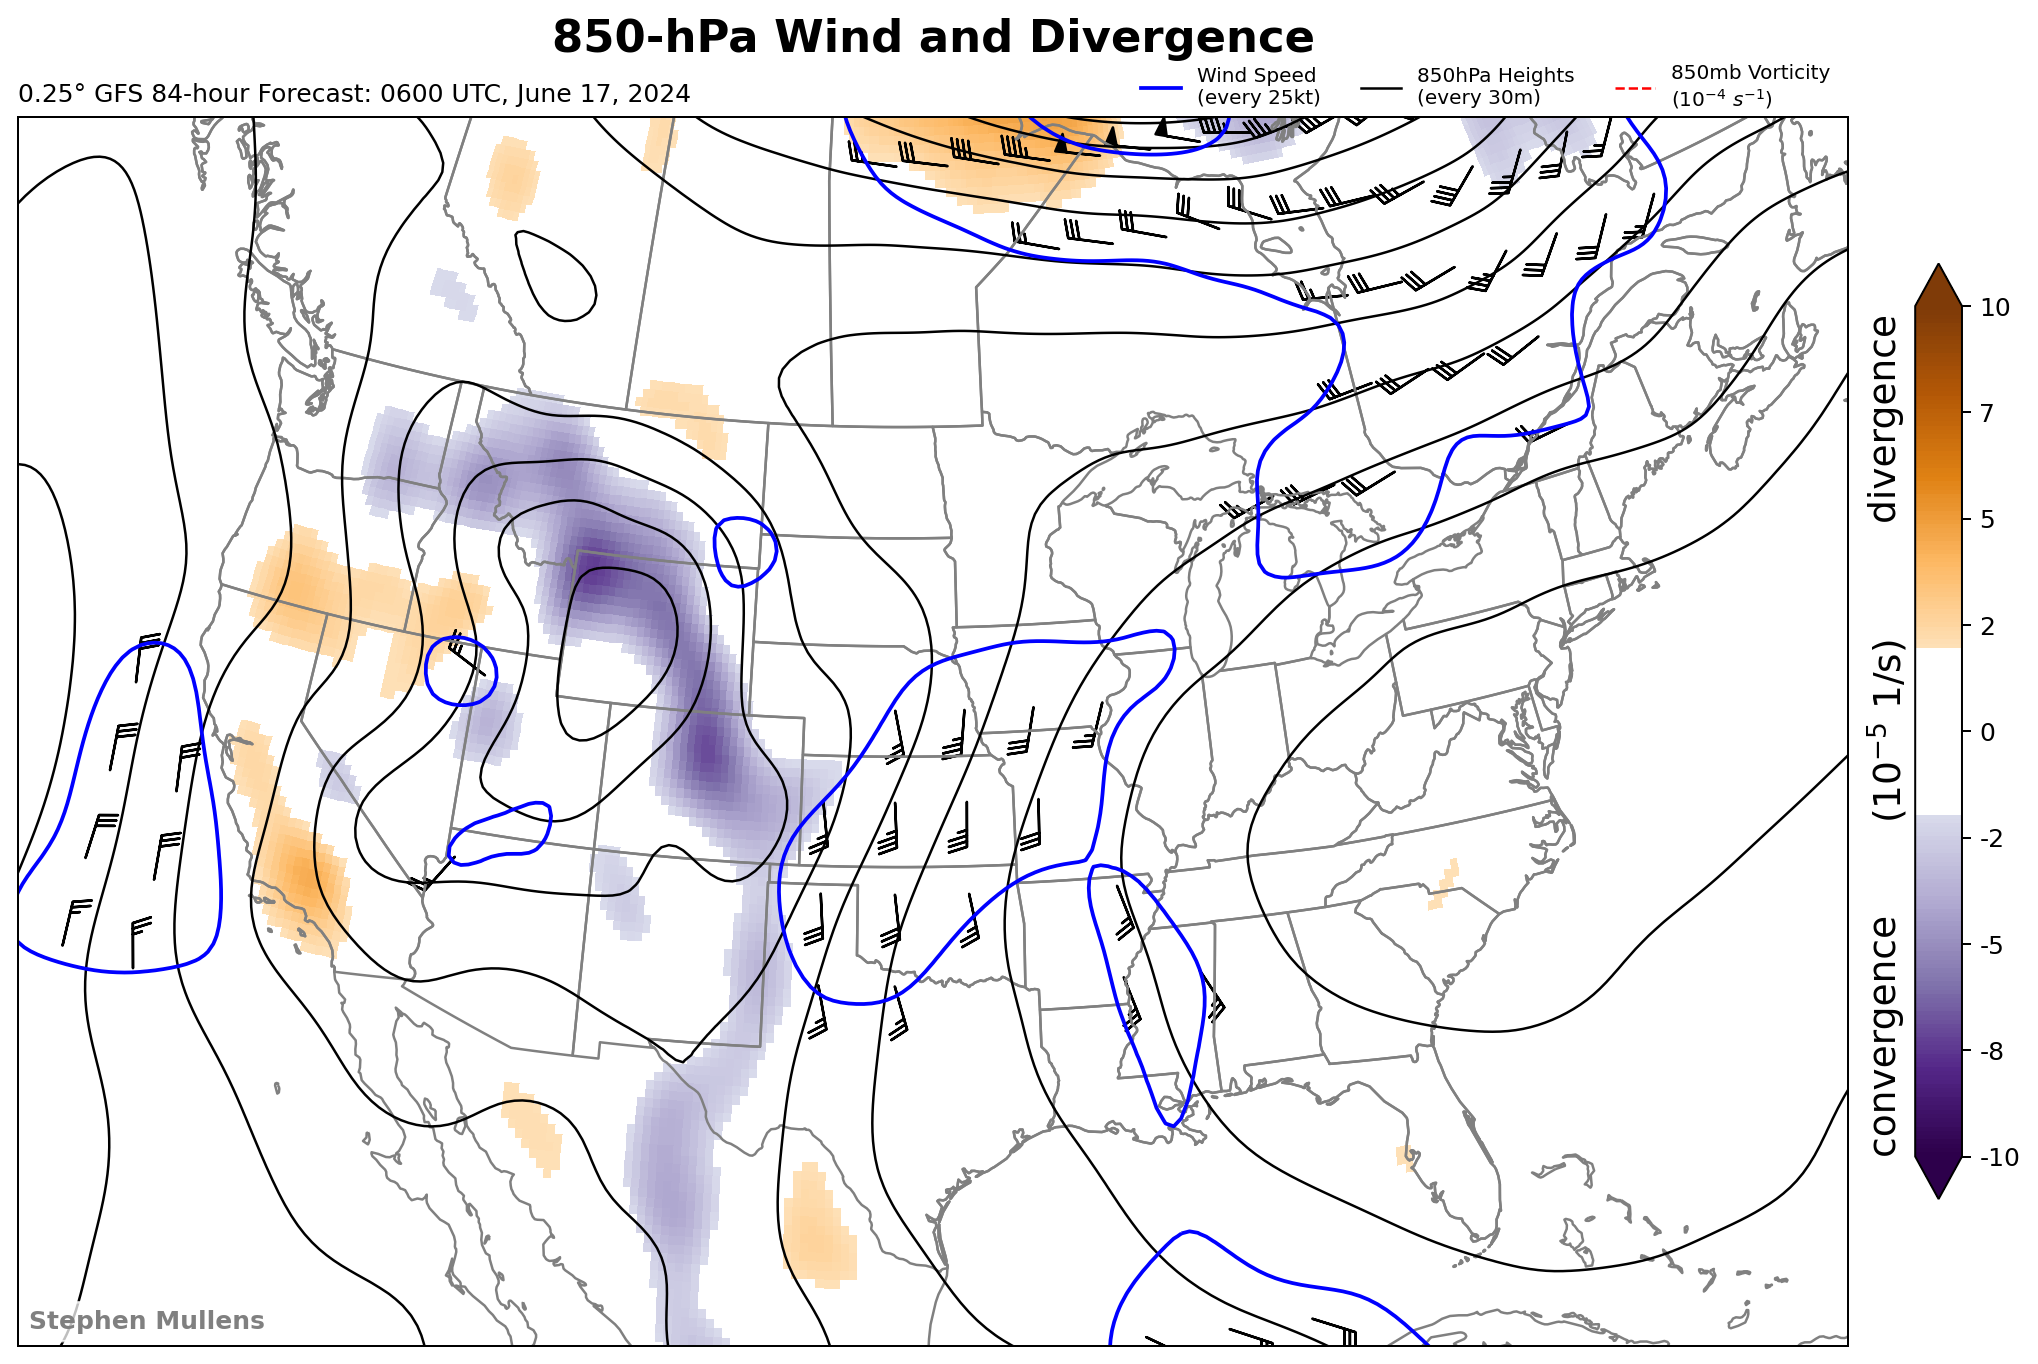 850-hPa Wind and Divergence
0.25° GFS 84-hour Forecast: 0600 UTC, June 17, 2024
Wind Speed
(every 25kt)
850hPa Heights
(every 30m)
850mb Vorticity
(10⁻⁴ s⁻¹)
divergence
(10⁻⁵ 1/s)
convergence
10
7
5
2
0
-2
-5
-8
-10
Stephen Mullens